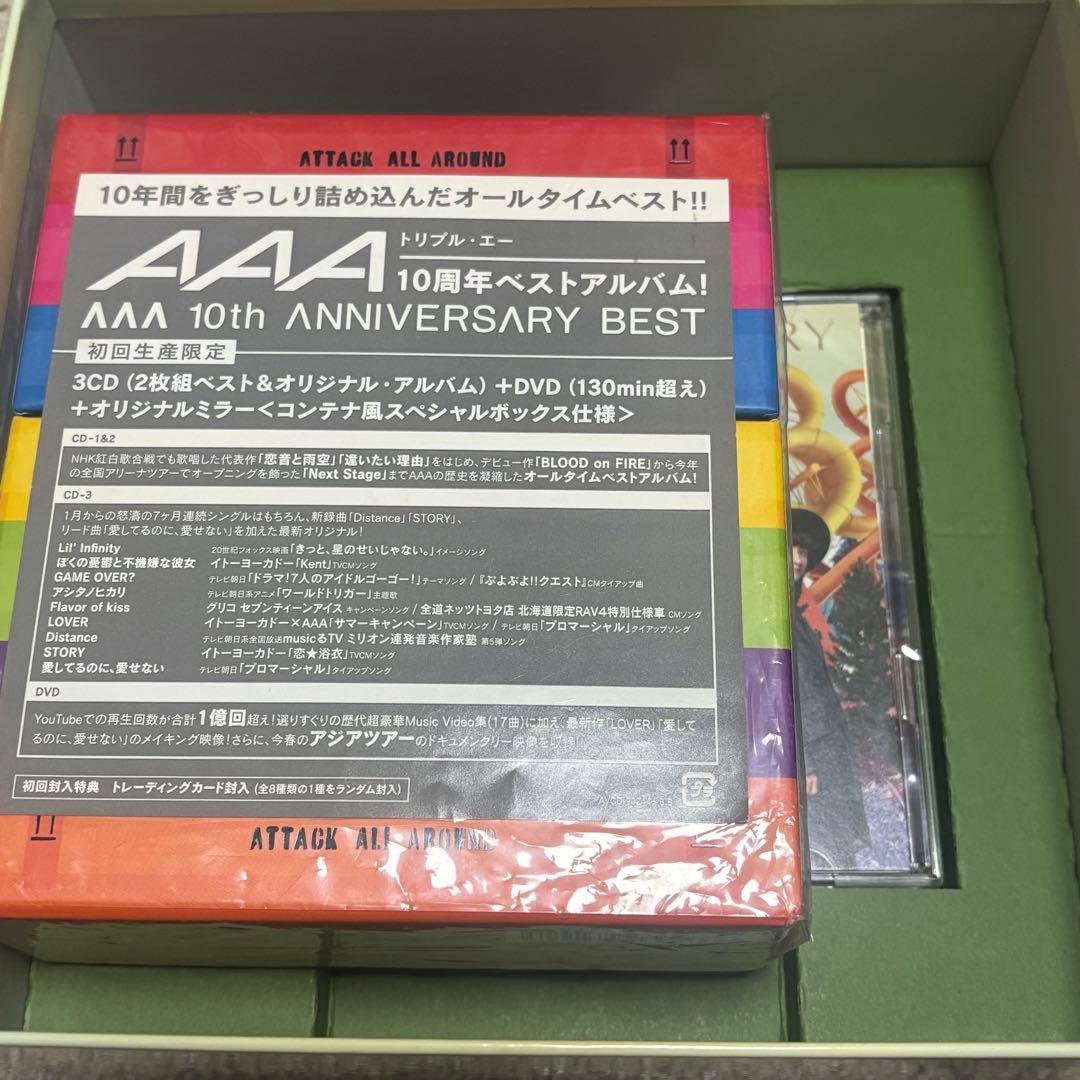 ATTACK ALL AROUND
10年間をぎっしり詰め込んだオールタイムベスト!!
AAA トリプル・エー
10周年ベストアルバム!
AAA 10th ANNIVERSARY BEST
初回生産限定
3CD (2枚組ベスト&オリジナル・アルバム) +DVD (130min超え)
+オリジナルミラー<コンテナ風スペシャルボックス仕様>
CD-1&2
NHK紅白歌合戦でも歌唱した代表作「恋音と雨空」「逢いたい理由」をはじめ、デビュー作「BLOOD on FIRE」から今年
の全国アリーナツアーでオープニングを飾った「Next Stage」までAAAの歴史を凝縮したオールタイムベストアルバム!
CD-3
1月からの怒濤の7ヶ月連続シングルはもちろん、新録曲「Distance」「STORY」、
リード曲「愛してるのに、愛せない」を加えた最新オリジナル!
Lil' Infinity 20世紀フォックス映画「きっと、星のせいじゃない。」イメージソング
ぼくの憂鬱と不機嫌な彼女 イトーヨーカドー「Kent」TVCMソング
GAME OVER? テレビ朝日「ドラマ!7人のアイドルゴーゴー!」テーマソング / 『ぷよぷよ!!クエスト』CMタイアップ曲
アシタノヒカリ テレビ朝日系アニメ「ワールドトリガー」主題歌
Flavor of kiss グリコ セブンティーンアイス キャンペーンソング / 全道ネッツトヨタ店 北海道限定RAV4特別仕様車 CMソング
LOVER イトーヨーカドー×AAA「サマーキャンペーン」TVCMソング / テレビ朝日「ブロマーシャル」タイアップソング
Distance テレビ朝日系全国放送musicるTV ミリオン連発音楽作家塾 第5弾ソング
STORY イトーヨーカドー「恋★浴衣」TVCMソング
愛してるのに、愛せない テレビ朝日「ブロマーシャル」タイアップソング
DVD
YouTubeでの再生回数が合計1億回超え!選りすぐりの歴代超豪華Music Video集(17曲)に加え、最新作「LOVER」「愛して
るのに、愛せない」のメイキング映像!さらに、今春のアジアツアーのドキュメンタリー映像を収録!!
初回封入特典 トレーディングカード封入 (全8種類の1種をランダム封入)
ATTACK ALL AROUND
RY